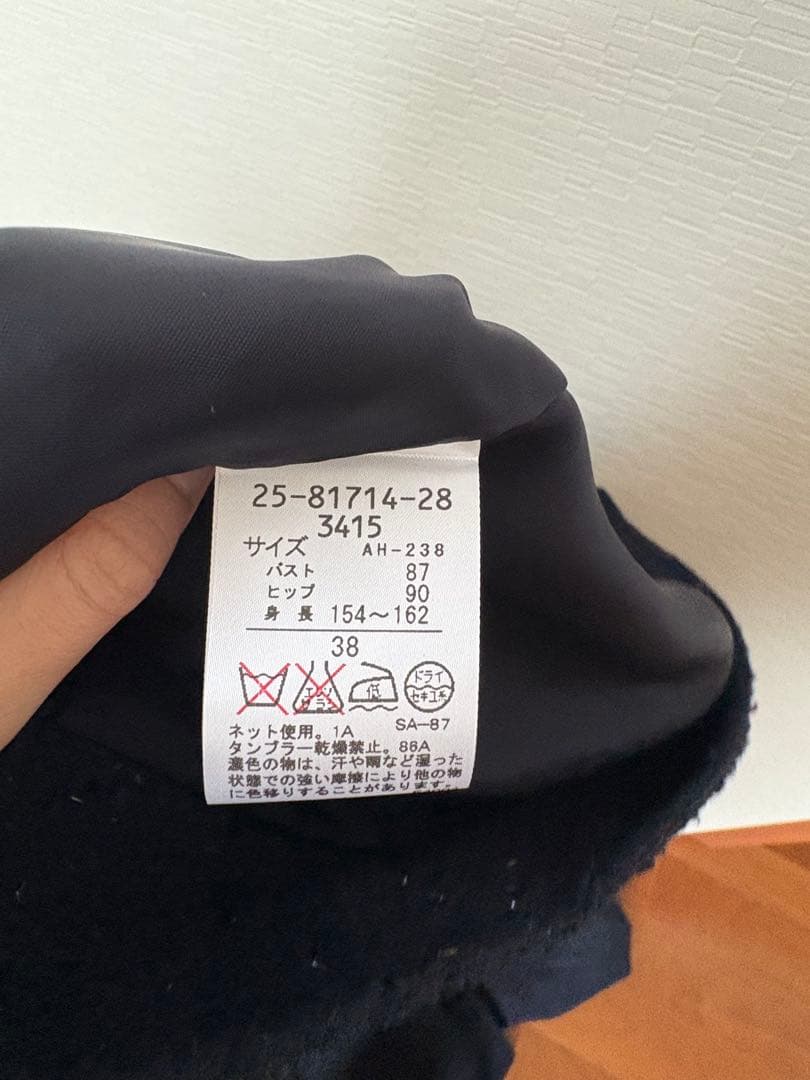 25-81714-28
3415
サイズ AH-238
バスト 87
ヒップ 90
身長 154〜162
38
エンソサラシ 低 ドライ セキユ系
SA-87
ネット使用。1A
タンブラー乾燥禁止。86A
濃色の物は、汗や雨など湿った
状態での強い摩擦により他の物
に色移りすることがあります。